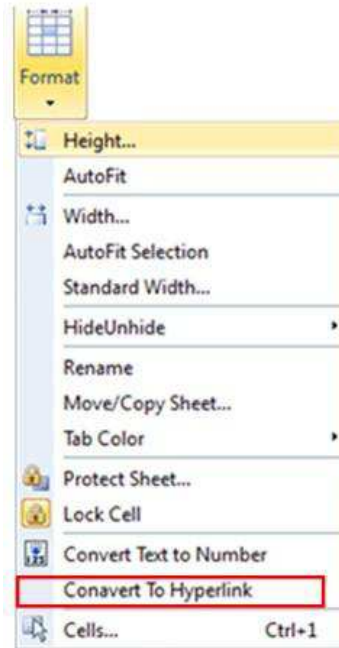 Format
Height...
AutoFit
Width...
AutoFit Selection
Standard Width...
HideUnhide
Rename
Move/Copy Sheet...
Tab Color
Protect Sheet...
Lock Cell
Convert Text to Number
Conavert To Hyperlink
Cells... Ctrl+1